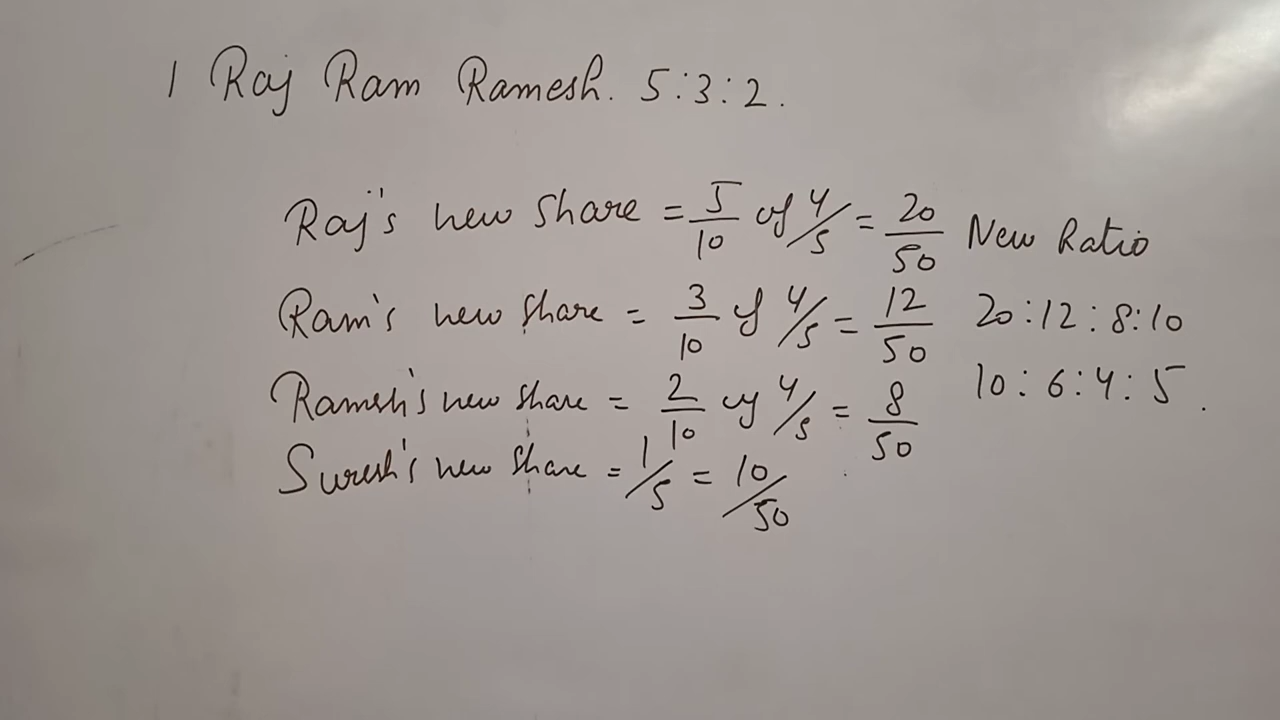 1 Raj Ram Ramesh. 5:3:2.
Raj's new share = 5/10 of 4/5 = 20/50 New Ratio
Ram's new share = 3/10 of 4/5 = 12/50 20:12:8:10
Ramesh's new share = 2/10 of 4/5 = 8/50 10:6:4:5.
Suresh's new share = 1/5 = 10/50